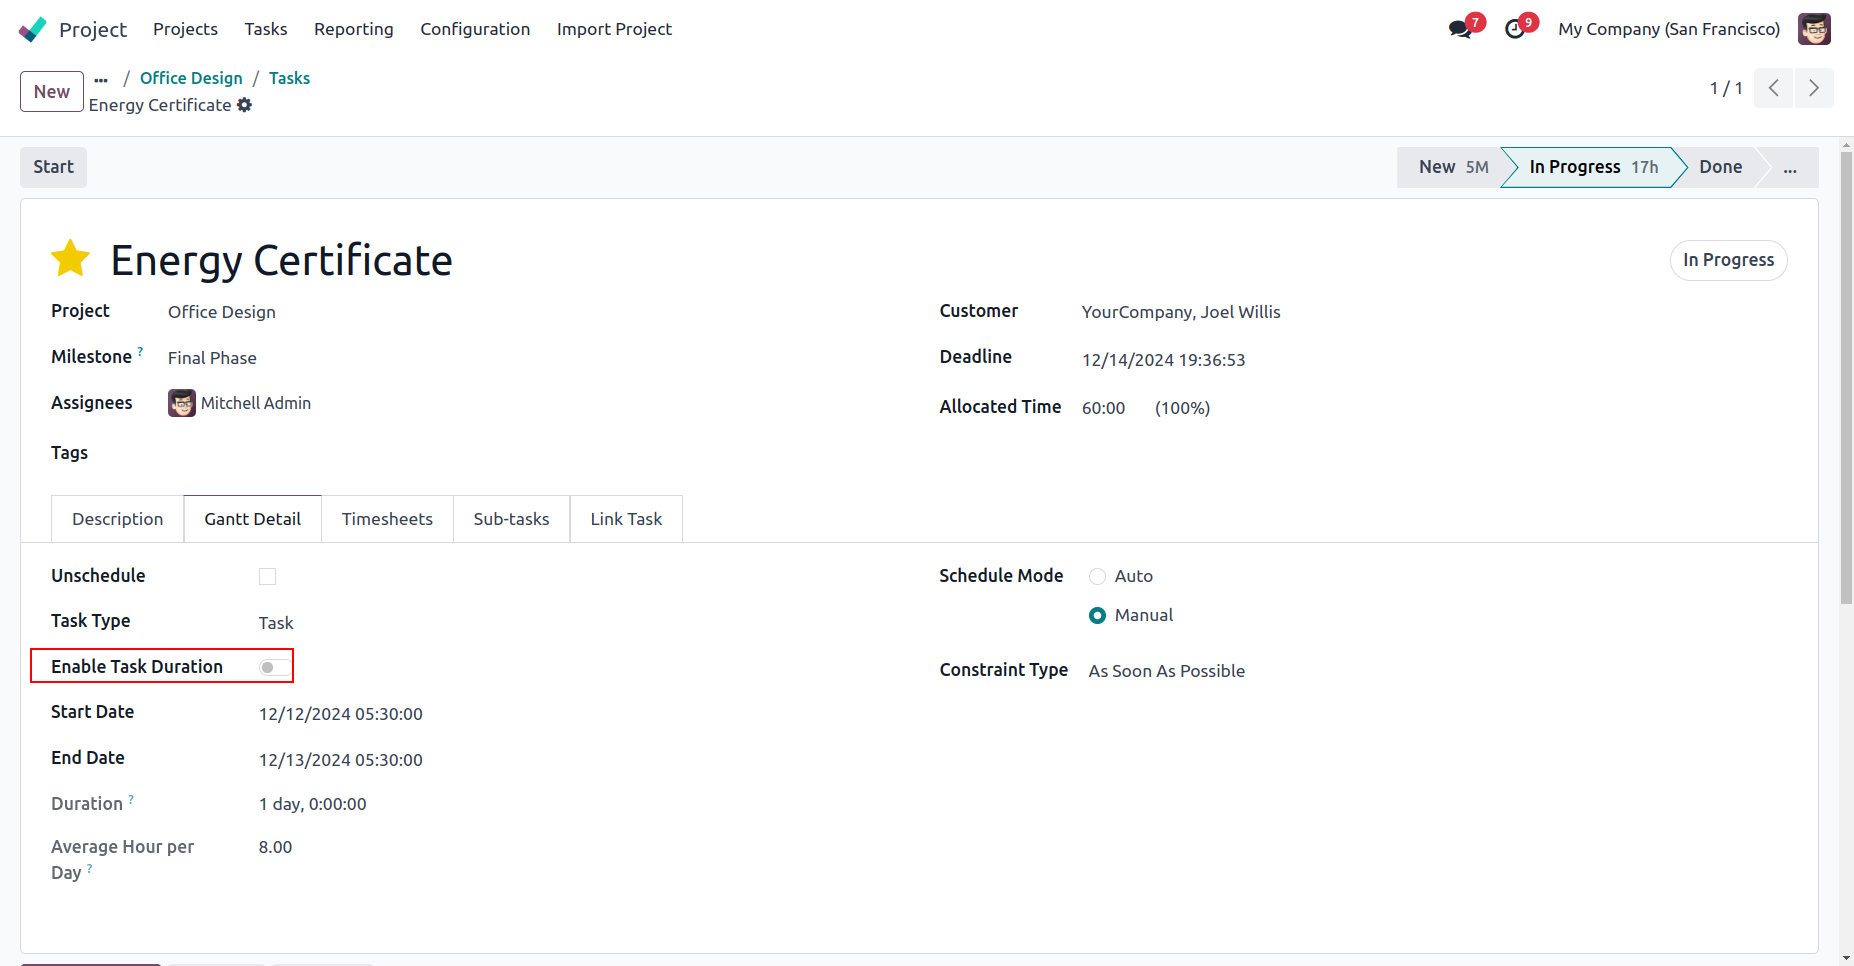 Project Projects Tasks Reporting Configuration Import Project 7 9 My Company (San Francisco)
New ... / Office Design / Tasks
Energy Certificate
1 / 1
Start
New 5M In Progress 17h Done ...
Energy Certificate
In Progress
Project Office Design
Customer YourCompany, Joel Willis
Milestone ? Final Phase
Deadline 12/14/2024 19:36:53
Assignees Mitchell Admin
Allocated Time 60:00 (100%)
Tags
Description Gantt Detail Timesheets Sub-tasks Link Task
Unschedule
Schedule Mode Auto
Manual
Task Type Task
Enable Task Duration
Constraint Type As Soon As Possible
Start Date 12/12/2024 05:30:00
End Date 12/13/2024 05:30:00
Duration ? 1 day, 0:00:00
Average Hour per
Day ?
8.00